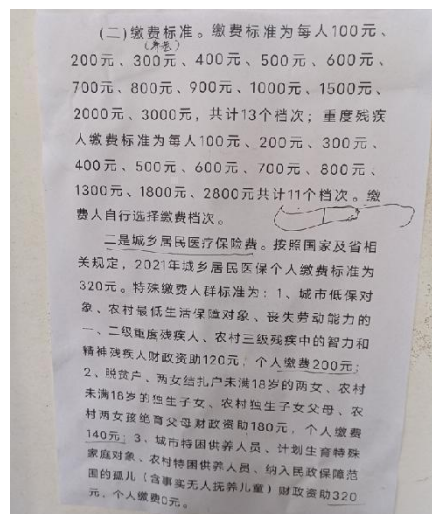 (二)缴费标准。缴费标准为每人100元、
200元、300元、400元、500元、600元、
700元、800元、900元、1000元、1500元、
2000元、3000元，共计13个档次；重度残疾
人缴费标准为每人100元、200元、300元、
400元、500元、600元、700元、800元、
1300元、1800元、2800元共计11个档次。缴
费人自行选择缴费档次。
二是城乡居民医疗保险费。按照国家及省相
关规定，2021年城乡居民医保个人缴费标准为
320元。特殊缴费人群标准为：1、城市低保对
象、农村最低生活保障对象、丧失劳动能力的
一、二级重度残疾人、农村三级残疾中的智力和
精神残疾人财政资助120元，个人缴费200元；
2、脱贫户、两女结扎户未满18岁的两女、农村
未满18岁的独生子女、农村独生子女父母、农
村两女孩绝育父母财政资助180元，个人缴费
140元；3、城市特困供养人员、计划生育特殊
家庭对象、农村特困供养人员、纳入民政保障范
围的孤儿（含事实无人抚养儿童）财政资助320
元，个人缴费0元。